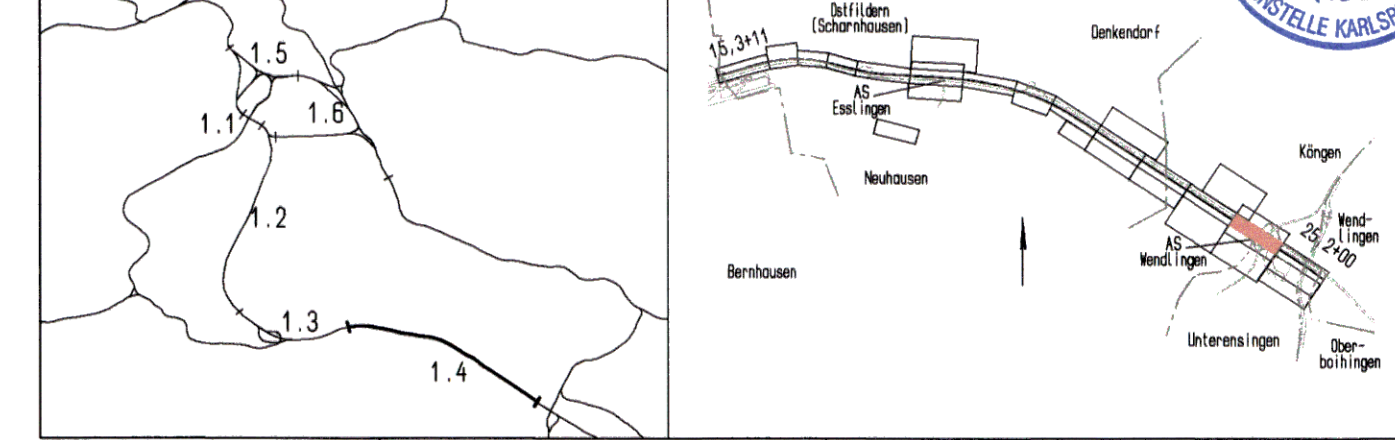 1.5
1.1
1.6
1.2
1.3
1.4
15,3+11
Ostfildern
(Scharnhausen)
Denkendorf
AS
Esslingen
Neuhausen
Köngen
Bernhausen
AS
Wendlingen
25,2+00
Wend-
lingen
Unterensingen
Ober-
boihingen
NSTELLE KARLS